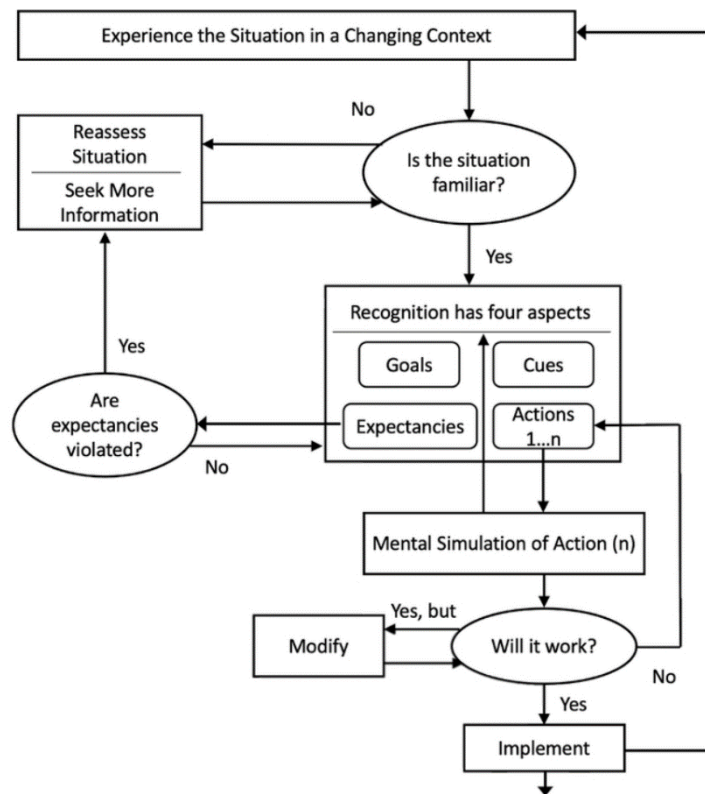 Experience the Situation in a Changing Context
No
Reassess
Situation
Seek More
Information
Is the situation
familiar?
Yes
Recognition has four aspects
Goals
Cues
Expectancies
Actions
1...n
Yes
Are
expectancies
violated?
No
Mental Simulation of Action (n)
Yes, but
Modify
Will it work?
No
Yes
Implement